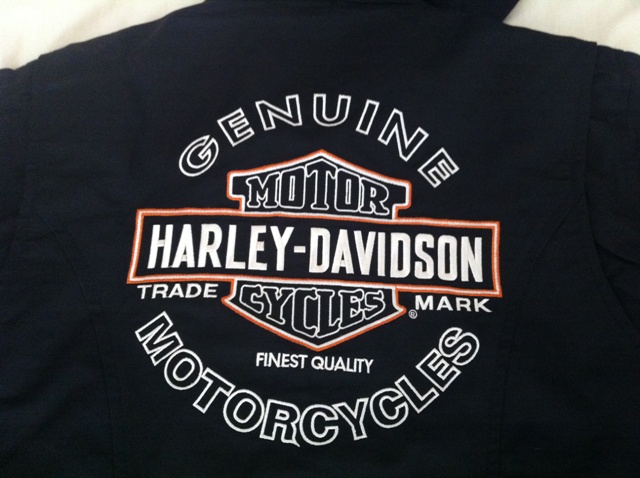 GENUINE
MOTOR
HARLEY-DAVIDSON
TRADE CYCLES® MARK
FINEST QUALITY
MOTORCYCLES